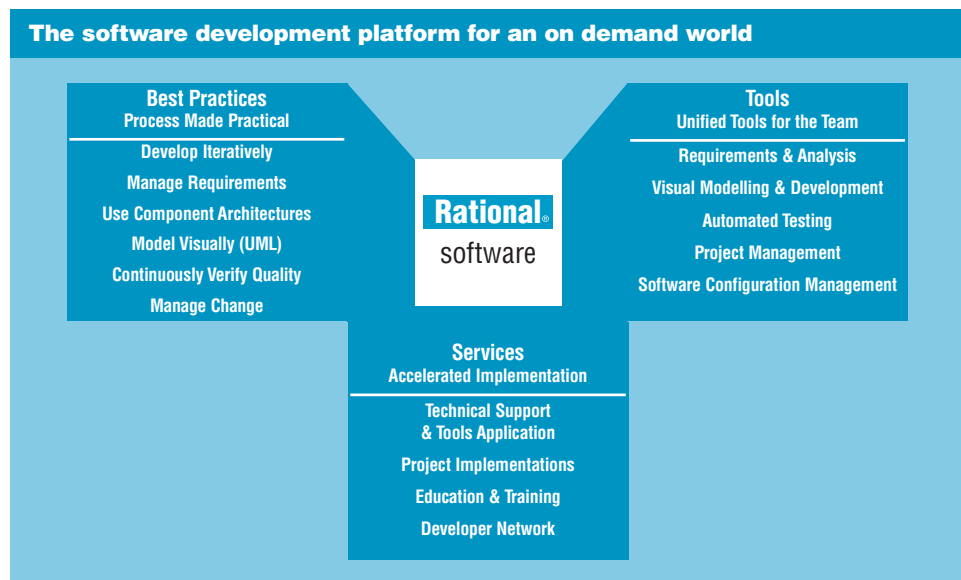 The software development platform for an on demand world
Best Practices
Process Made Practical
Develop Iteratively
Manage Requirements
Use Component Architectures
Model Visually (UML)
Continuously Verify Quality
Manage Change
Rational®
software
Tools
Unified Tools for the Team
Requirements & Analysis
Visual Modelling & Development
Automated Testing
Project Management
Software Configuration Management
Services
Accelerated Implementation
Technical Support
& Tools Application
Project Implementations
Education & Training
Developer Network